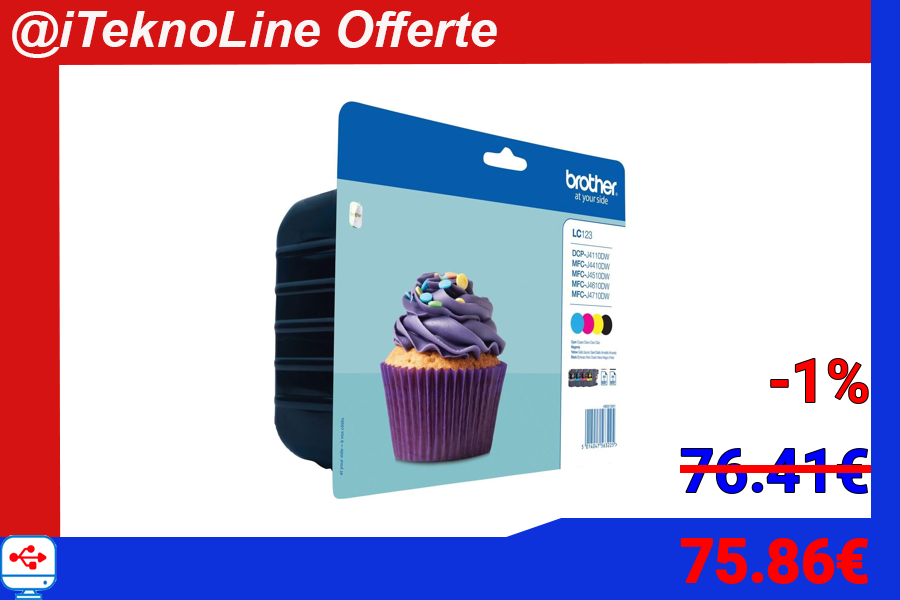 @iTeknoLine Offerte
brother
at your side
LC123
DCP-J4110DW
MFC-J4410DW
MFC-J4510DW
MFC-J4610DW
MFC-J4710DW
-1%
76.41€
75.86€